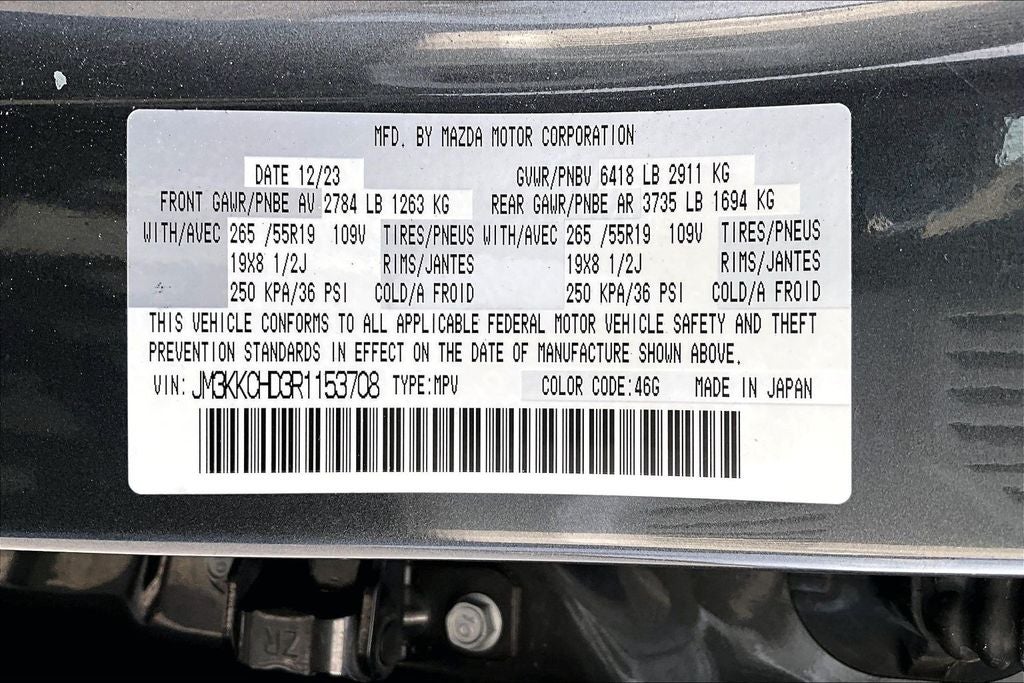 MFD. BY MAZDA MOTOR CORPORATION
DATE 12/23 GVWR/PNBV 6418 LB 2911 KG
FRONT GAWR/PNBE AV 2784 LB 1263 KG REAR GAWR/PNBE AR 3735 LB 1694 KG
WITH/AVEC 265 /55R19 109V TIRES/PNEUS WITH/AVEC 265 /55R19 109V TIRES/PNEUS
19X8 1/2J RIMS/JANTES 19X8 1/2J RIMS/JANTES
250 KPA/36 PSI COLD/A FROID 250 KPA/36 PSI COLD/A FROID
THIS VEHICLE CONFORMS TO ALL APPLICABLE FEDERAL MOTOR VEHICLE SAFETY AND THEFT
PREVENTION STANDARDS IN EFFECT ON THE DATE OF MANUFACTURE SHOWN ABOVE.
VIN: JM3KKCHD3R1153708 TYPE:MPV COLOR CODE:46G MADE IN JAPAN
ZR